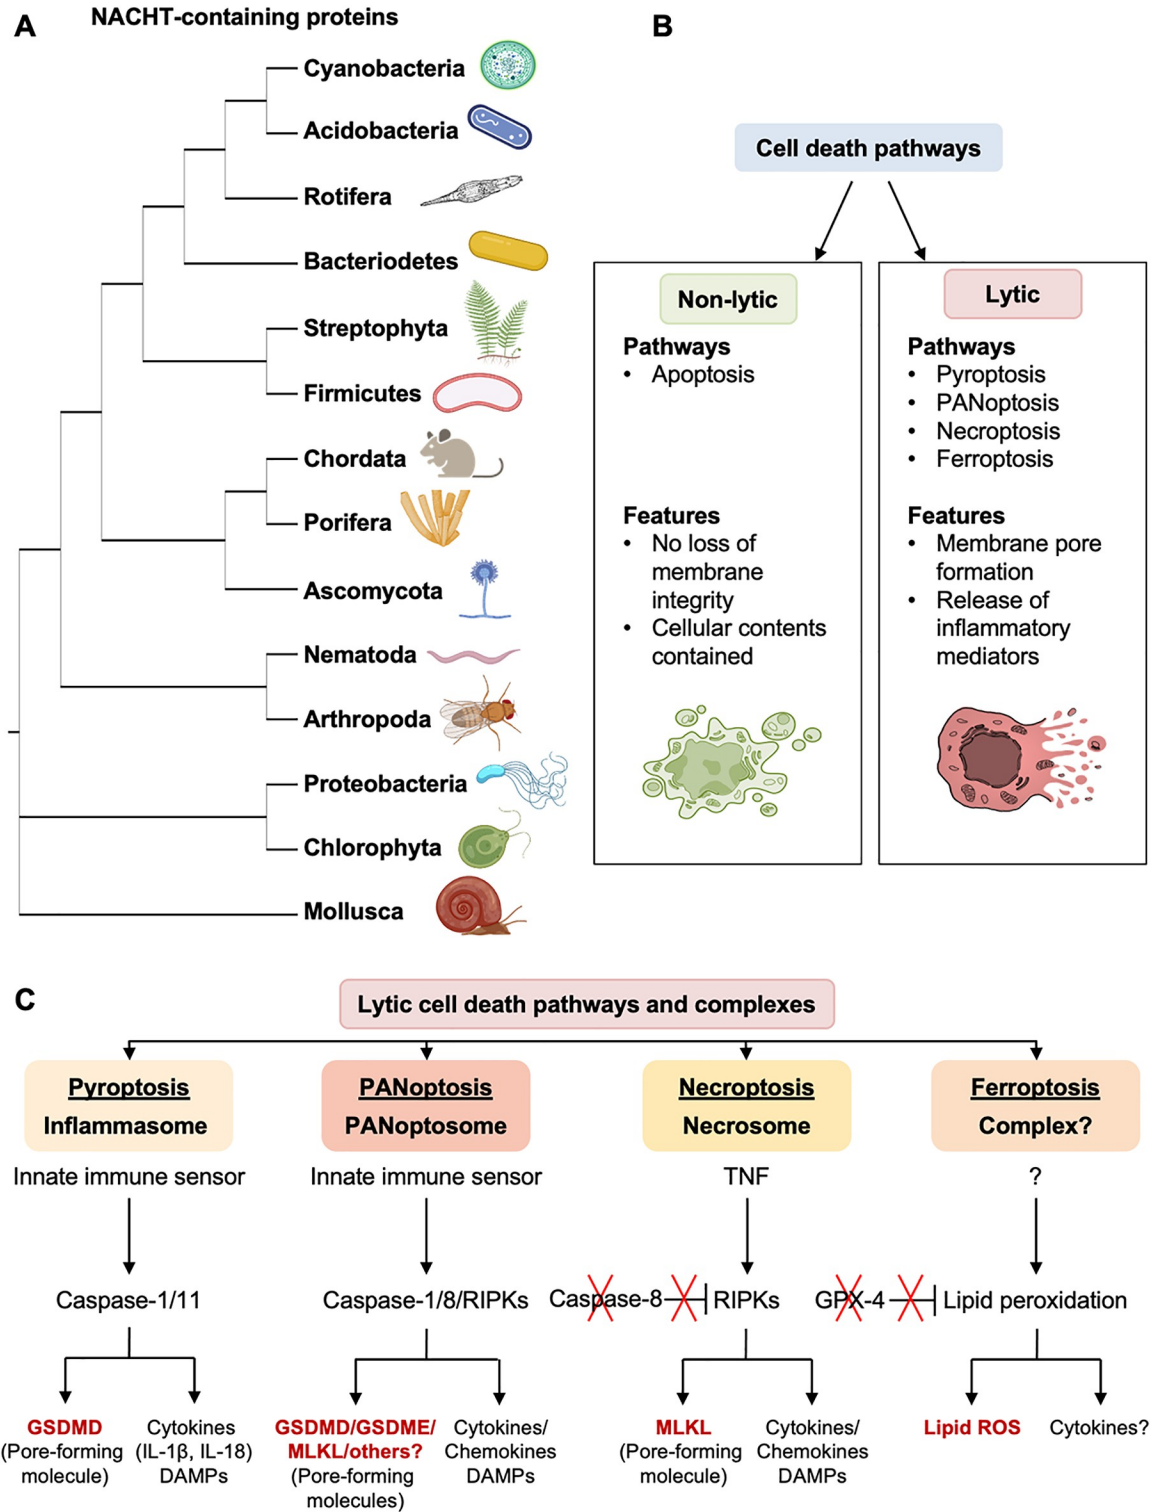 A
NACHT-containing proteins
Cyanobacteria
Acidobacteria
Rotifera
Bacteriodetes
Streptophyta
Firmicutes
Chordata
Porifera
Ascomycota
Nematoda
Arthropoda
Proteobacteria
Chlorophyta
Mollusca
B
Cell death pathways
Non-lytic
Pathways
• Apoptosis
Features
• No loss of
membrane
integrity
• Cellular contents
contained
Lytic
Pathways
• Pyroptosis
• PANoptosis
• Necroptosis
• Ferroptosis
Features
• Membrane pore
formation
• Release of
inflammatory
mediators
C
Lytic cell death pathways and complexes
Pyroptosis
Inflammasome
Innate immune sensor
Caspase-1/11
GSDMD
(Pore-forming
molecule)
Cytokines
(IL-1β, IL-18)
DAMPs
PANoptosis
PANoptosome
Innate immune sensor
Caspase-1/8/RIPKs
GSDMD/GSDME/
MLKL/others?
(Pore-forming
molecules)
Cytokines/
Chemokines
DAMPs
Necroptosis
Necrosome
TNF
Caspase-8
RIPKs
MLKL
(Pore-forming
molecule)
Cytokines/
Chemokines
DAMPs
Ferroptosis
Complex?
?
GPX-4
Lipid peroxidation
Lipid ROS
Cytokines?